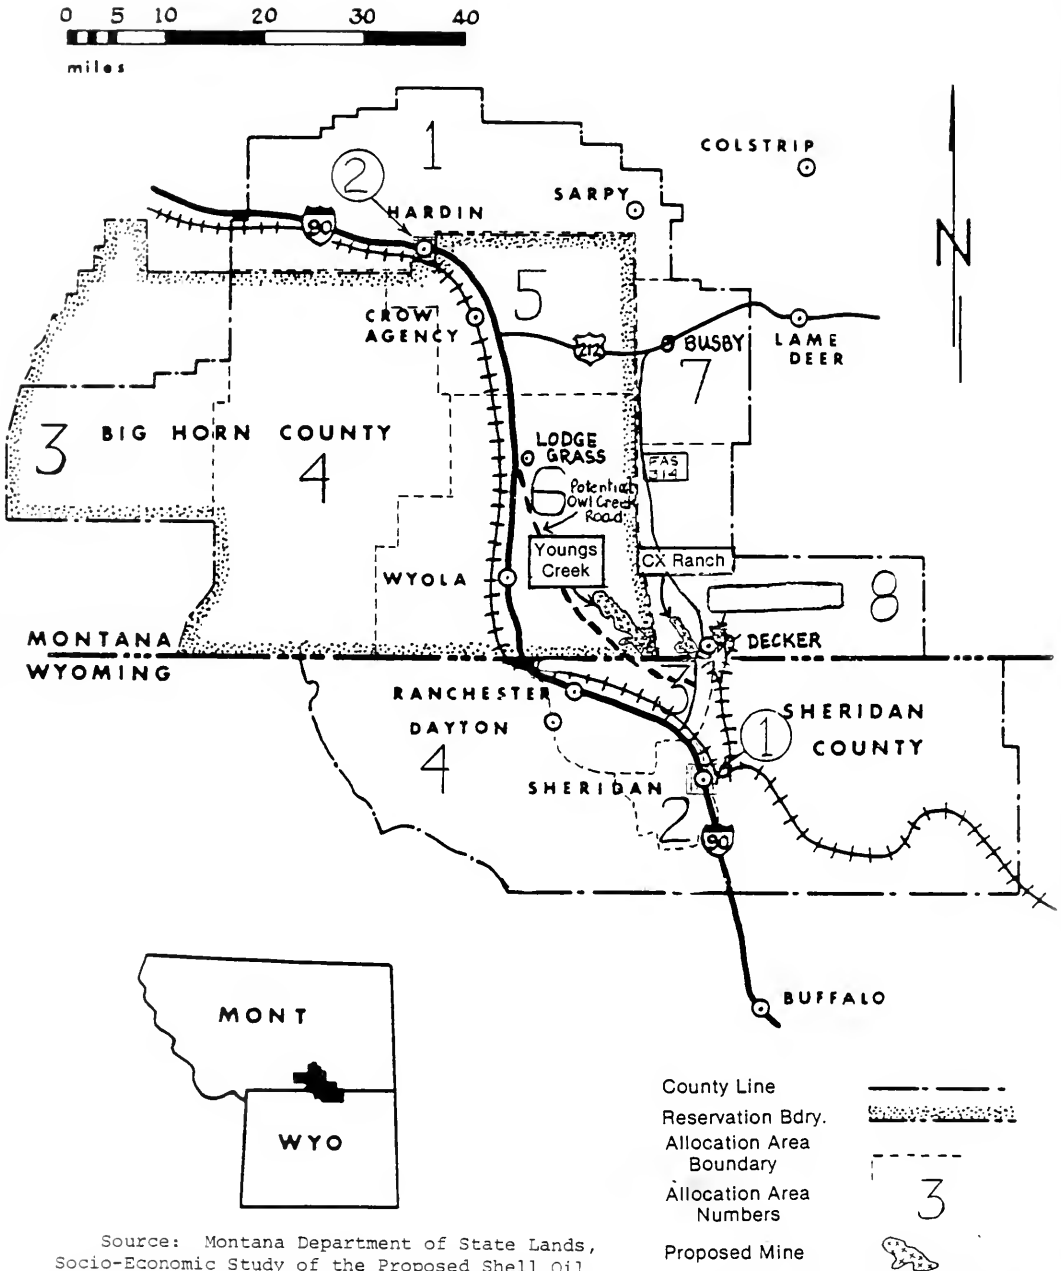 0 5 10 20 30 40
miles
1
COLSTRIP
2
SARPY
HARDIN
90
N
5
CROW
AGENCY
212
BUSBY
LAME
DEER
7
3
BIG HORN COUNTY
4
LODGE
GRASS
FAS
314
6
Potential
Owl Creek
Road
Youngs
Creek
CX Ranch
WYOLA
8
MONTANA
WYOMING
DECKER
RANCHESTER
3
DAYTON
SHERIDAN
COUNTY
1
4
SHERIDAN
2
90
BUFFALO
MONT
WYO
County Line
Reservation Bdry.
Allocation Area
Boundary
Allocation Area
Numbers
3
Proposed Mine
Source: Montana Department of State Lands,
Socio-Economic Study of the Proposed Shell Oil